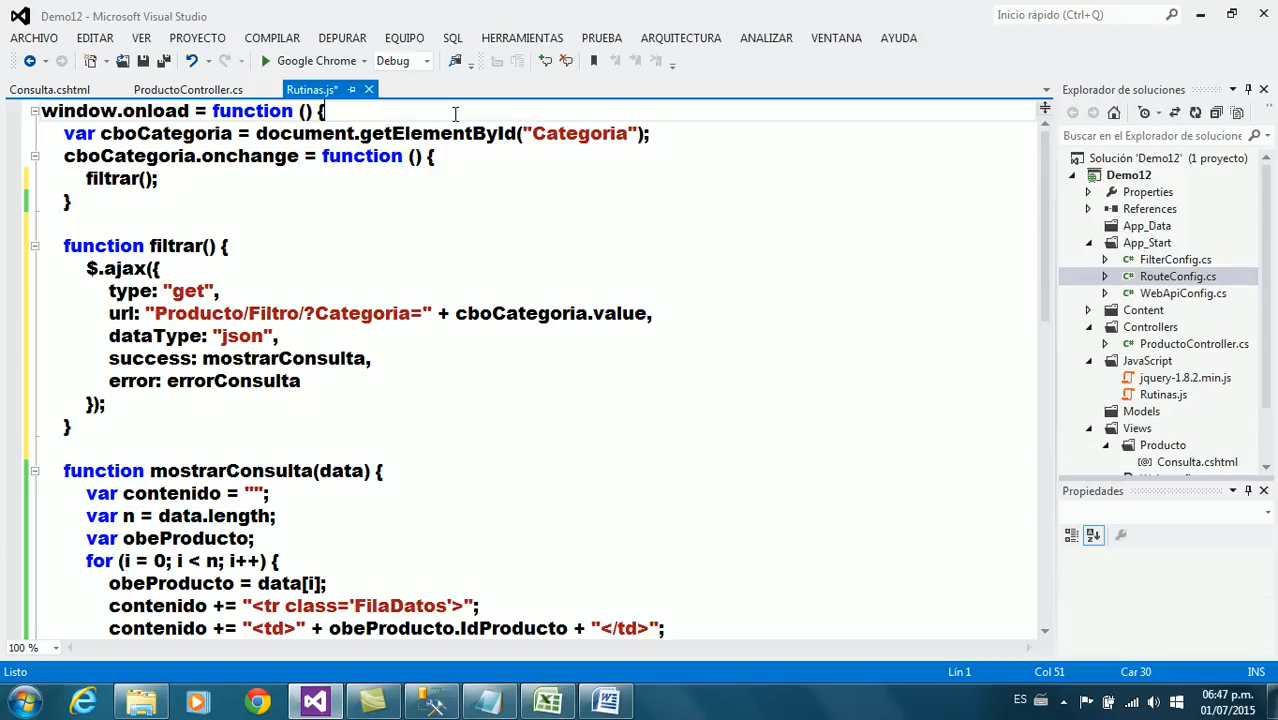 Demo12 - Microsoft Visual Studio
Inicio rápido (Ctrl+Q)
ARCHIVO EDITAR VER PROYECTO COMPILAR DEPURAR EQUIPO SQL HERRAMIENTAS PRUEBA ARQUITECTURA ANALIZAR VENTANA AYUDA
Google Chrome Debug
Consulta.cshtml ProductoController.cs Rutinas.js*
window.onload = function () {
var cboCategoria = document.getElementById("Categoria");
cboCategoria.onchange = function () {
filtrar();
}
function filtrar() {
$.ajax({
type: "get",
url: "Producto/Filtro/?Categoria=" + cboCategoria.value,
dataType: "json",
success: mostrarConsulta,
error: errorConsulta
});
}
function mostrarConsulta(data) {
var contenido = "";
var n = data.length;
var obeProducto;
for (i = 0; i < n; i++) {
obeProducto = data[i];
contenido += "<tr class='FilaDatos'>";
contenido += "<td>" + obeProducto.IdProducto + "</td>";
100 %
Explorador de soluciones
Buscar en el Explorador de solucione
Solución 'Demo12' (1 proyecto)
Demo12
Properties
References
App_Data
App_Start
FilterConfig.cs
RouteConfig.cs
WebApiConfig.cs
Content
Controllers
ProductoController.cs
JavaScript
jquery-1.8.2.min.js
Rutinas.js
Models
Views
Producto
Consulta.cshtml
Propiedades
Listo Lín 1 Col 51 Car 30 INS
ES
06:47 p.m.
01/07/2015